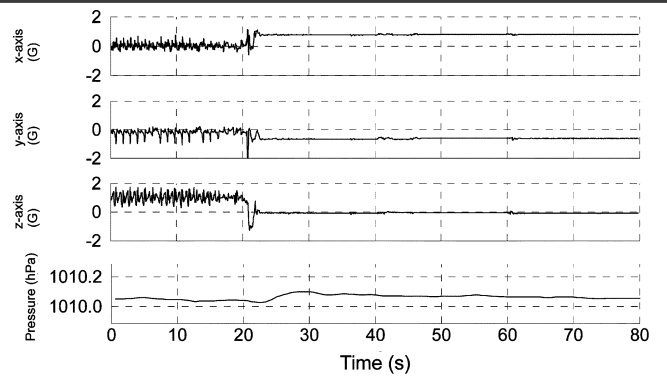 x-axis
(G)
2
0
-2
y-axis
(G)
2
0
-2
z-axis
(G)
2
0
-2
Pressure (hPa)
1010.2
1010.0
0 10 20 30 40 50 60 70 80
Time (s)